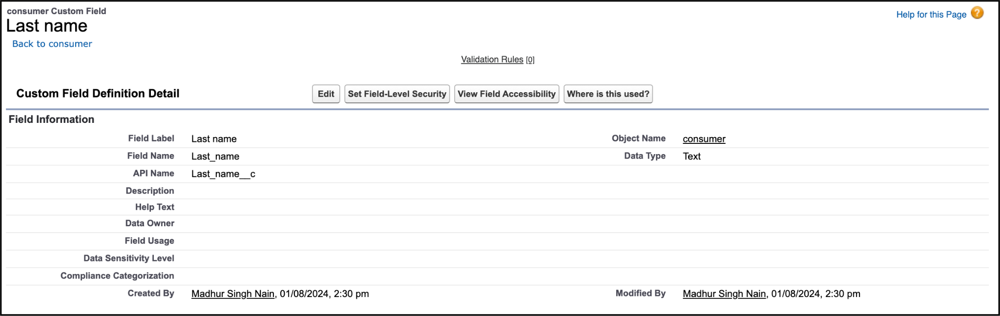 consumer Custom Field
Last name
Back to consumer
Help for this Page ?
Validation Rules [0]
Custom Field Definition Detail
Edit
Set Field-Level Security
View Field Accessibility
Where is this used?
Field Information
Field Label Last name Object Name consumer
Field Name Last_name Data Type Text
API Name Last_name__c
Description
Help Text
Data Owner
Field Usage
Data Sensitivity Level
Compliance Categorization
Created By Madhur Singh Nain, 01/08/2024, 2:30 pm Modified By Madhur Singh Nain, 01/08/2024, 2:30 pm